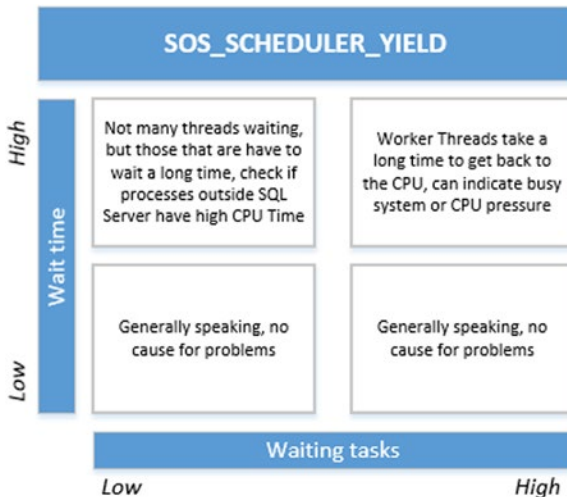 SOS_SCHEDULER_YIELD
High
Not many threads waiting,
but those that are have to
wait a long time, check if
processes outside SQL
Server have high CPU Time
Worker Threads take a
long time to get back to
the CPU, can indicate busy
system or CPU pressure
Wait time
Generally speaking, no
cause for problems
Generally speaking, no
cause for problems
Low
Waiting tasks
Low
High